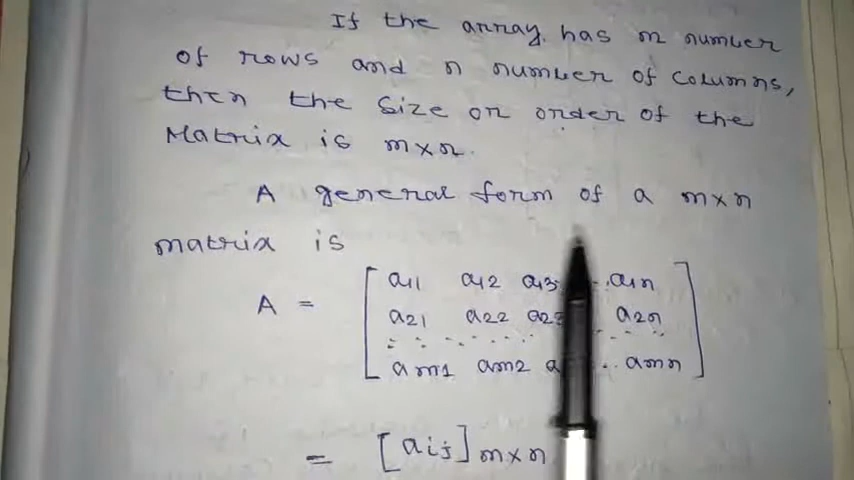 If the array has m number
of rows and n number of columns,
then the size or order of the
Matrix is m×n.
A general form of a m×n
matrix is
A = [ a11 a12 a13 ... a1n
a21 a22 a23 ... a2n
: : . . . . . . . . .
am1 am2 a .. amn ]
= [aij] m×n